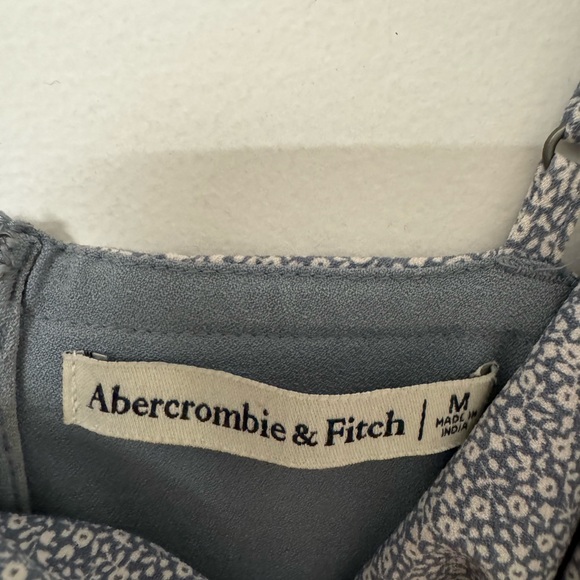 Abercrombie & Fitch | M
MADE IN
INDIA